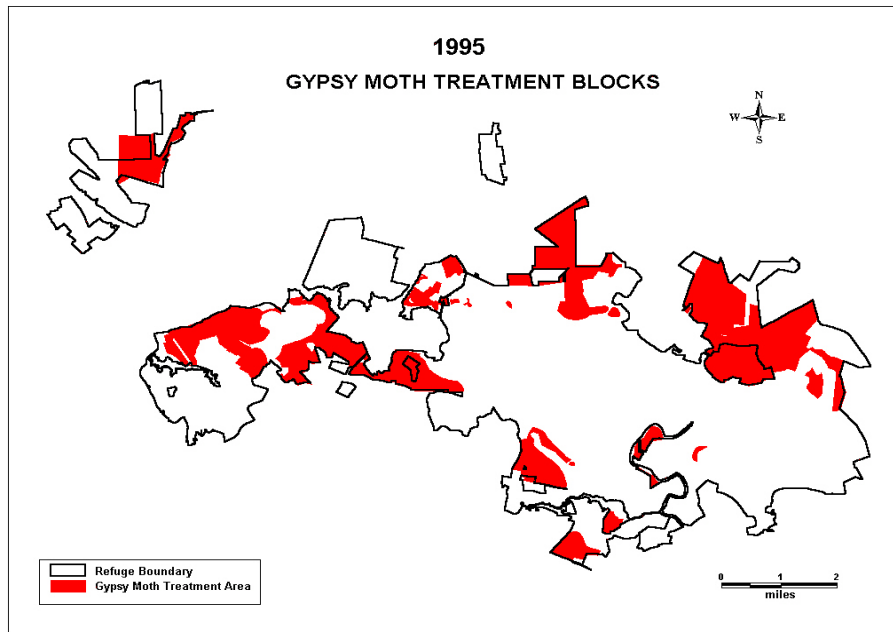 1995
GYPSY MOTH TREATMENT BLOCKS
N
W E
S
Refuge Boundary
Gypsy Moth Treatment Area
0 1 2
miles